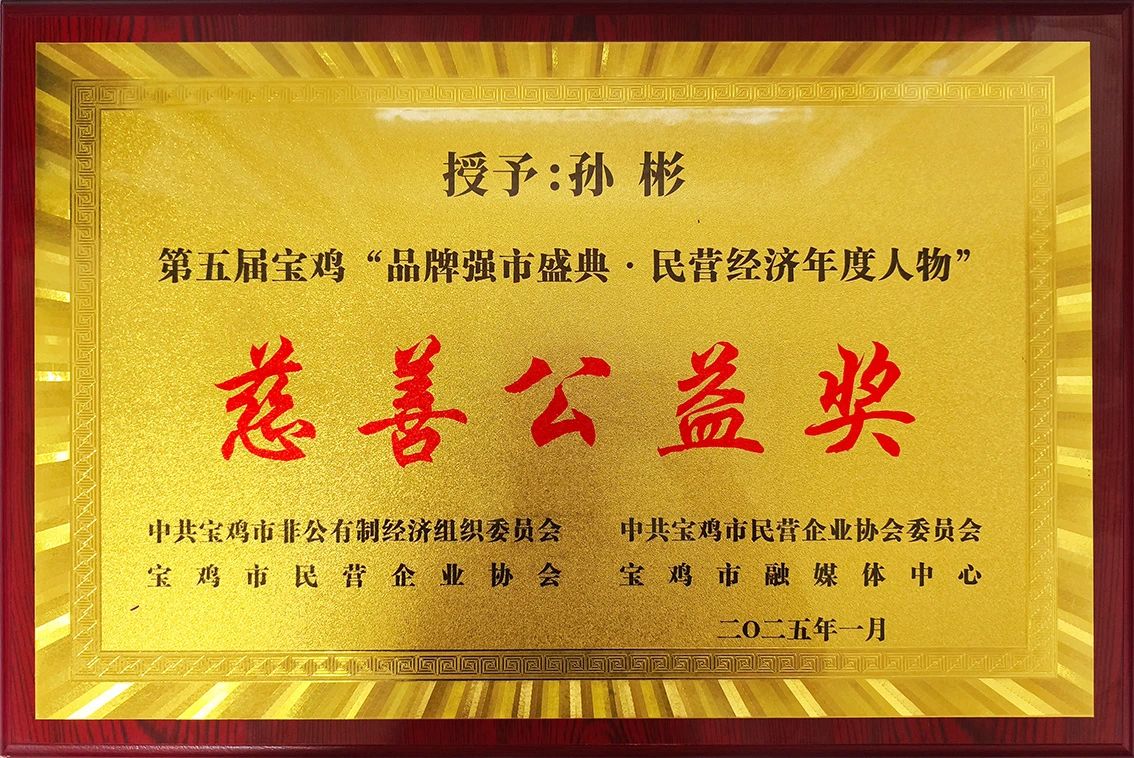 授予:孙 彬
第五届宝鸡“品牌强市盛典·民营经济年度人物”
慈善公益奖
中共宝鸡市非公有制经济组织委员会 中共宝鸡市民营企业协会委员会
宝鸡市民营企业协会 宝鸡市融媒体中心
二〇二五年一月